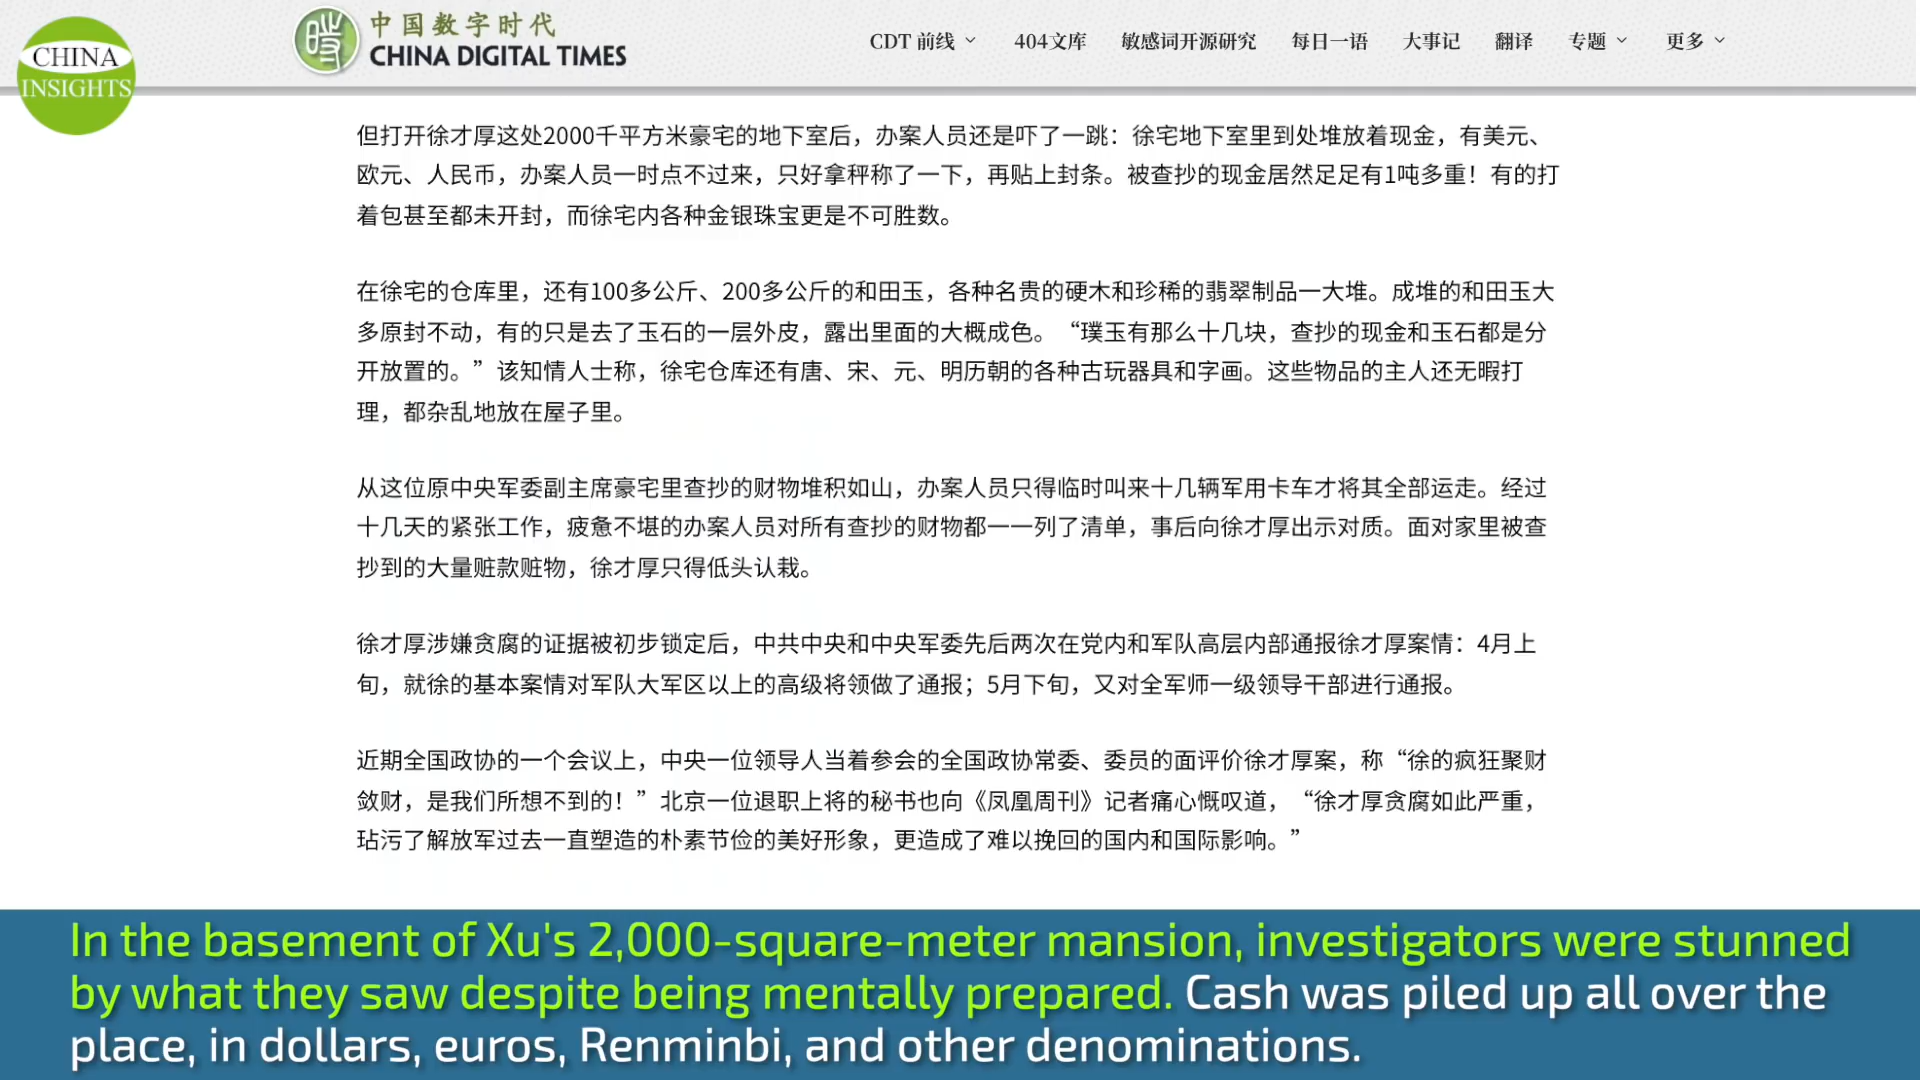 CHINA
INSIGHTS
中国数字时代
CHINA DIGITAL TIMES
CDT 前线 404文库 敏感词开源研究 每日一语 大事记 翻译 专题 更多
但打开徐才厚这处2000千平方米豪宅的地下室后，办案人员还是吓了一跳：徐宅地下室里到处堆放着现金，有美元、
欧元、人民币，办案人员一时点不过来，只好拿秤称了一下，再贴上封条。被查抄的现金居然足足有1吨多重！有的打
着包甚至都未开封，而徐宅内各种金银珠宝更是不可胜数。
在徐宅的仓库里，还有100多公斤、200多公斤的和田玉，各种名贵的硬木和珍稀的翡翠制品一大堆。成堆的和田玉大
多原封不动，有的只是去了玉石的一层外皮，露出里面的大概成色。“璞玉有那么十几块，查抄的现金和玉石都是分
开放置的。”该知情人士称，徐宅仓库还有唐、宋、元、明历朝的各种古玩器具和字画。这些物品的主人还无暇打
理，都杂乱地放在屋子里。
从这位原中央军委副主席豪宅里查抄的财物堆积如山，办案人员只得临时叫来十几辆军用卡车才将其全部运走。经过
十几天的紧张工作，疲惫不堪的办案人员对所有查抄的财物都一一列了清单，事后向徐才厚出示对质。面对家里被查
抄到的大量赃款赃物，徐才厚只得低头认栽。
徐才厚涉嫌贪腐的证据被初步锁定后，中共中央和中央军委先后两次在党内和军队高层内部通报徐才厚案情：4月上
旬，就徐的基本案情对军队大军区以上的高级将领做了通报；5月下旬，又对全军师一级领导干部进行通报。
近期全国政协的一个会议上，中央一位领导人当着参会的全国政协常委、委员的面评价徐才厚案，称“徐的疯狂聚财
敛财，是我们所想不到的！”北京一位退职上将的秘书也向《凤凰周刊》记者痛心慨叹道，“徐才厚贪腐如此严重，
玷污了解放军过去一直塑造的朴素节俭的美好形象，更造成了难以挽回的国内和国际影响。”
In the basement of Xu's 2,000-square-meter mansion, investigators were stunned
by what they saw despite being mentally prepared. Cash was piled up all over the
place, in dollars, euros, Renminbi, and other denominations.